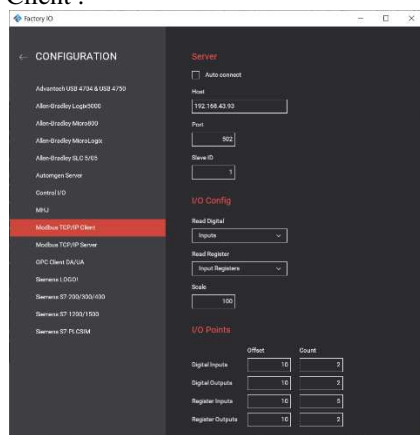 Client :
Factory IO
← CONFIGURATION
Advantech USB 4704 & USB 4750
Allen-Bradley Logix5000
Allen-Bradley Micro800
Allen-Bradley MicroLogix
Allen-Bradley SLC 5/05
Automgen Server
Control I/O
MHJ
Modbus TCP/IP Client
Modbus TCP/IP Server
OPC Client DA/UA
Siemens LOGO!
Siemens S7-200/300/400
Siemens S7-1200/1500
Siemens S7-PLCSIM
Server
Auto connect
Host
192.168.43.93
Port
502
Slave ID
1
I/O Config
Read Digital
Inputs
Read Register
Input Registers
Scale
100
I/O Points
Offset Count
Digital Inputs 10 2
Digital Outputs 10 2
Register Inputs 10 5
Register Outputs 10 2